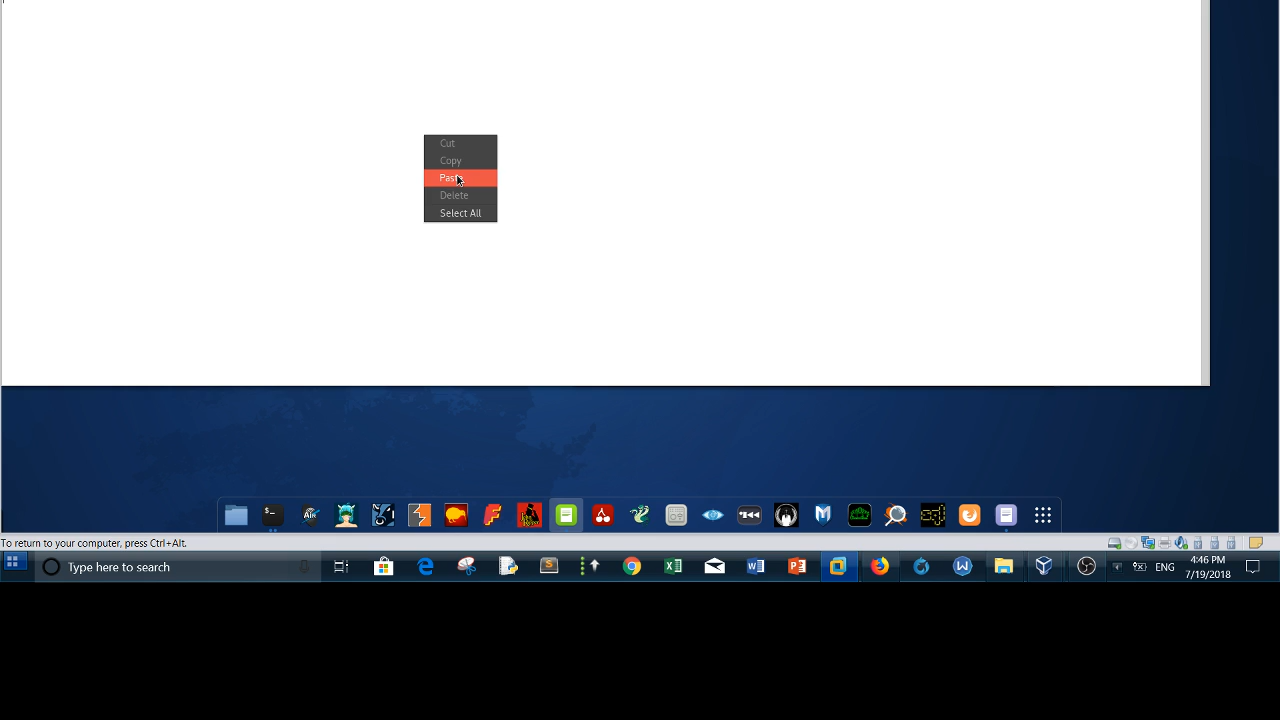 Cut
Copy
Paste
Delete
Select All
To return to your computer, press Ctrl+Alt.
Type here to search
ENG
4:46 PM
7/19/2018